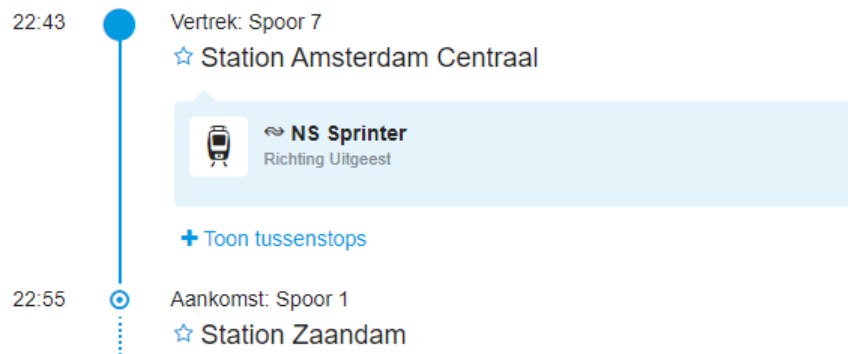 22:43 Vertrek: Spoor 7
Station Amsterdam Centraal
NS Sprinter
Richting Uitgeest
+ Toon tussenstops
22:55 Aankomst: Spoor 1
Station Zaandam